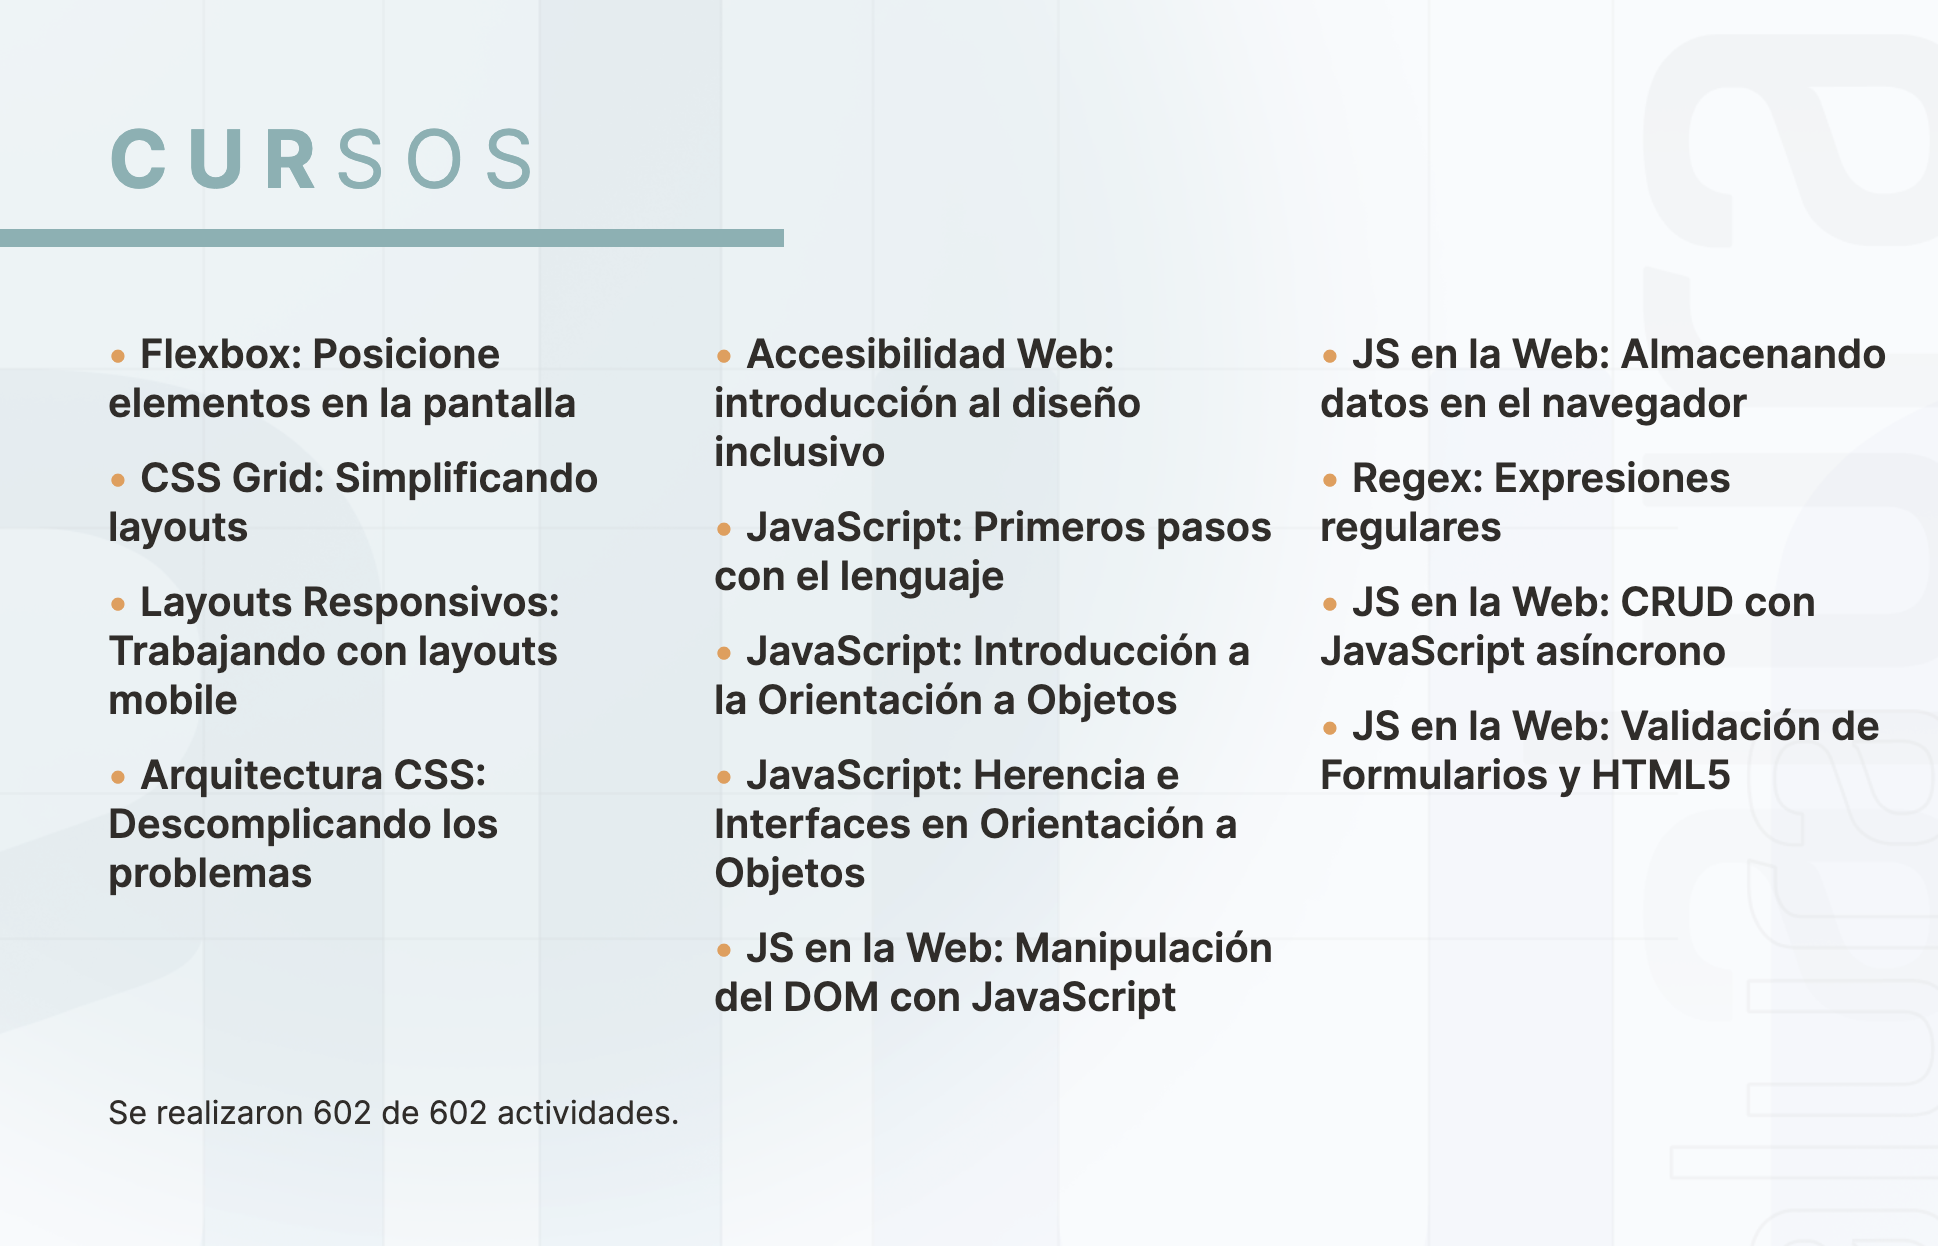 CURSOS
• Flexbox: Posicione
elementos en la pantalla
• CSS Grid: Simplificando
layouts
• Layouts Responsivos:
Trabajando con layouts
mobile
• Arquitectura CSS:
Descomplicando los
problemas
• Accesibilidad Web:
introducción al diseño
inclusivo
• JavaScript: Primeros pasos
con el lenguaje
• JavaScript: Introducción a
la Orientación a Objetos
• JavaScript: Herencia e
Interfaces en Orientación a
Objetos
• JS en la Web: Manipulación
del DOM con JavaScript
• JS en la Web: Almacenando
datos en el navegador
• Regex: Expresiones
regulares
• JS en la Web: CRUD con
JavaScript asíncrono
• JS en la Web: Validación de
Formularios y HTML5
Se realizaron 602 de 602 actividades.